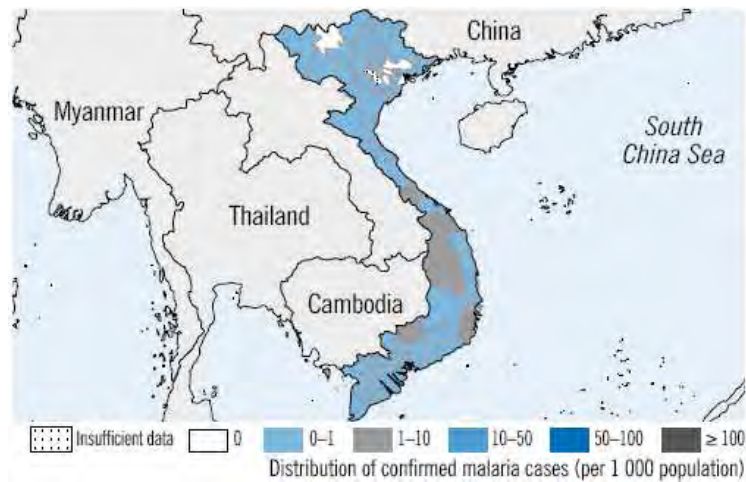 China
Myanmar
South
China Sea
Thailand
Cambodia
Insufficient data 0 0–1 1–10 10–50 50–100 ≥ 100
Distribution of confirmed malaria cases (per 1 000 population)